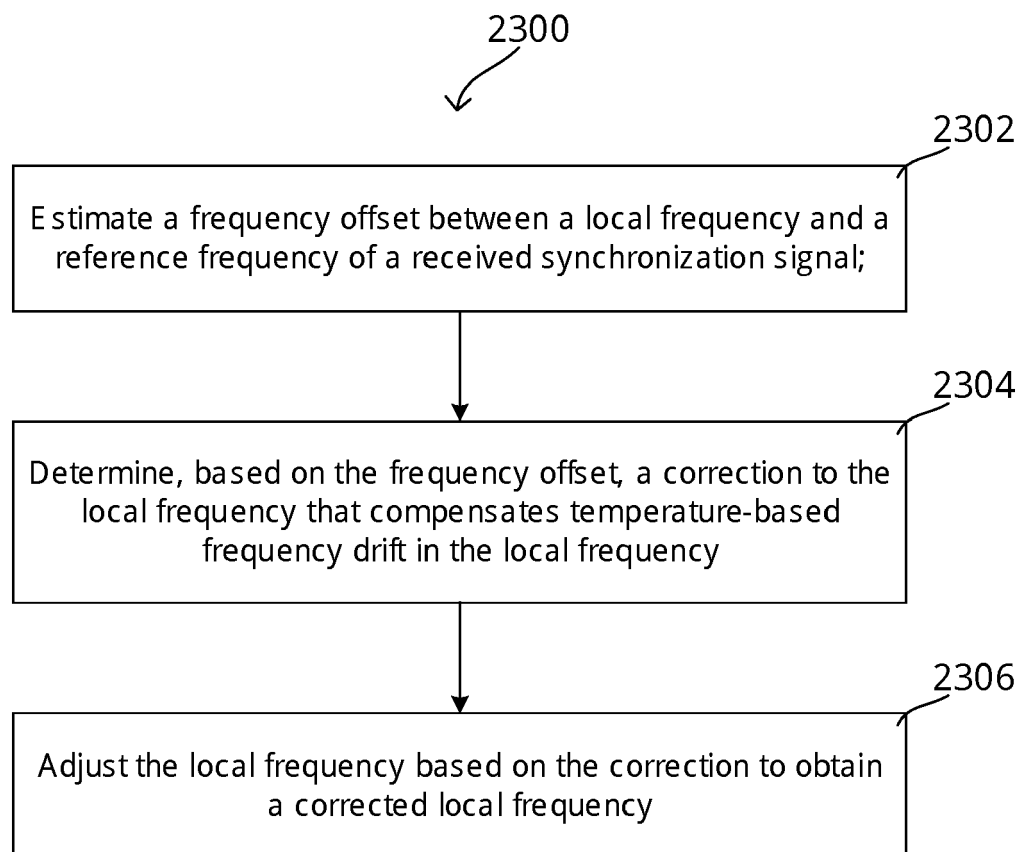 2300
2302
Estimate a frequency offset between a local frequency and a
reference frequency of a received synchronization signal;
2304
Determine, based on the frequency offset, a correction to the
local frequency that compensates temperature-based
frequency drift in the local frequency
2306
Adjust the local frequency based on the correction to obtain
a corrected local frequency